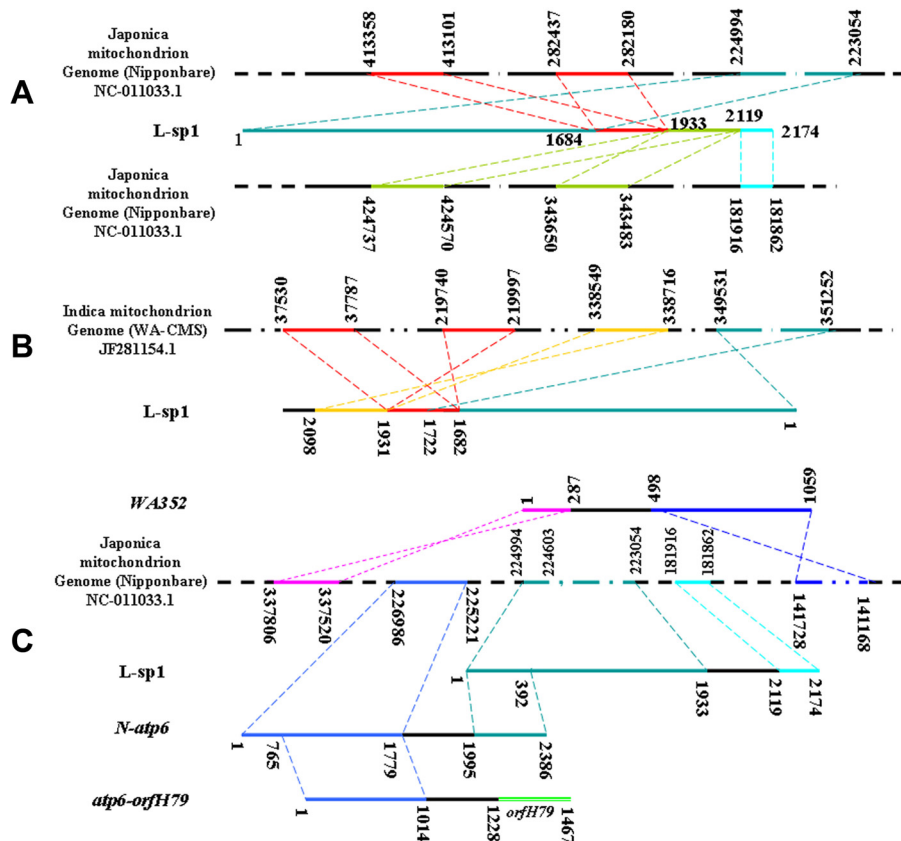 A
Japonica
mitochondrion
Genome (Nipponbare)
NC-011033.1
413358
413101
282437
282180
224994
223054
L-sp1
1
1684
1933
2119
2174
Japonica
mitochondrion
Genome (Nipponbare)
NC-011033.1
424737
424570
343650
343483
181916
181862
B
Indica mitochondrion
Genome (WA-CMS)
JF281154.1
37530
37787
219740
219997
338549
338716
349531
351252
L-sp1
2098
1931
1722
1682
1
C
WA352
1
287
498
1059
Japonica
mitochondrion
Genome (Nipponbare)
NC-011033.1
224994
224603
223054
181916
181862
337806
337520
226986
225221
141728
141168
L-sp1
1
392
1933
2119
2174
N-atp6
1
765
1779
1995
2386
atp6-orfH79
1
1014
1228
orfH79
1467